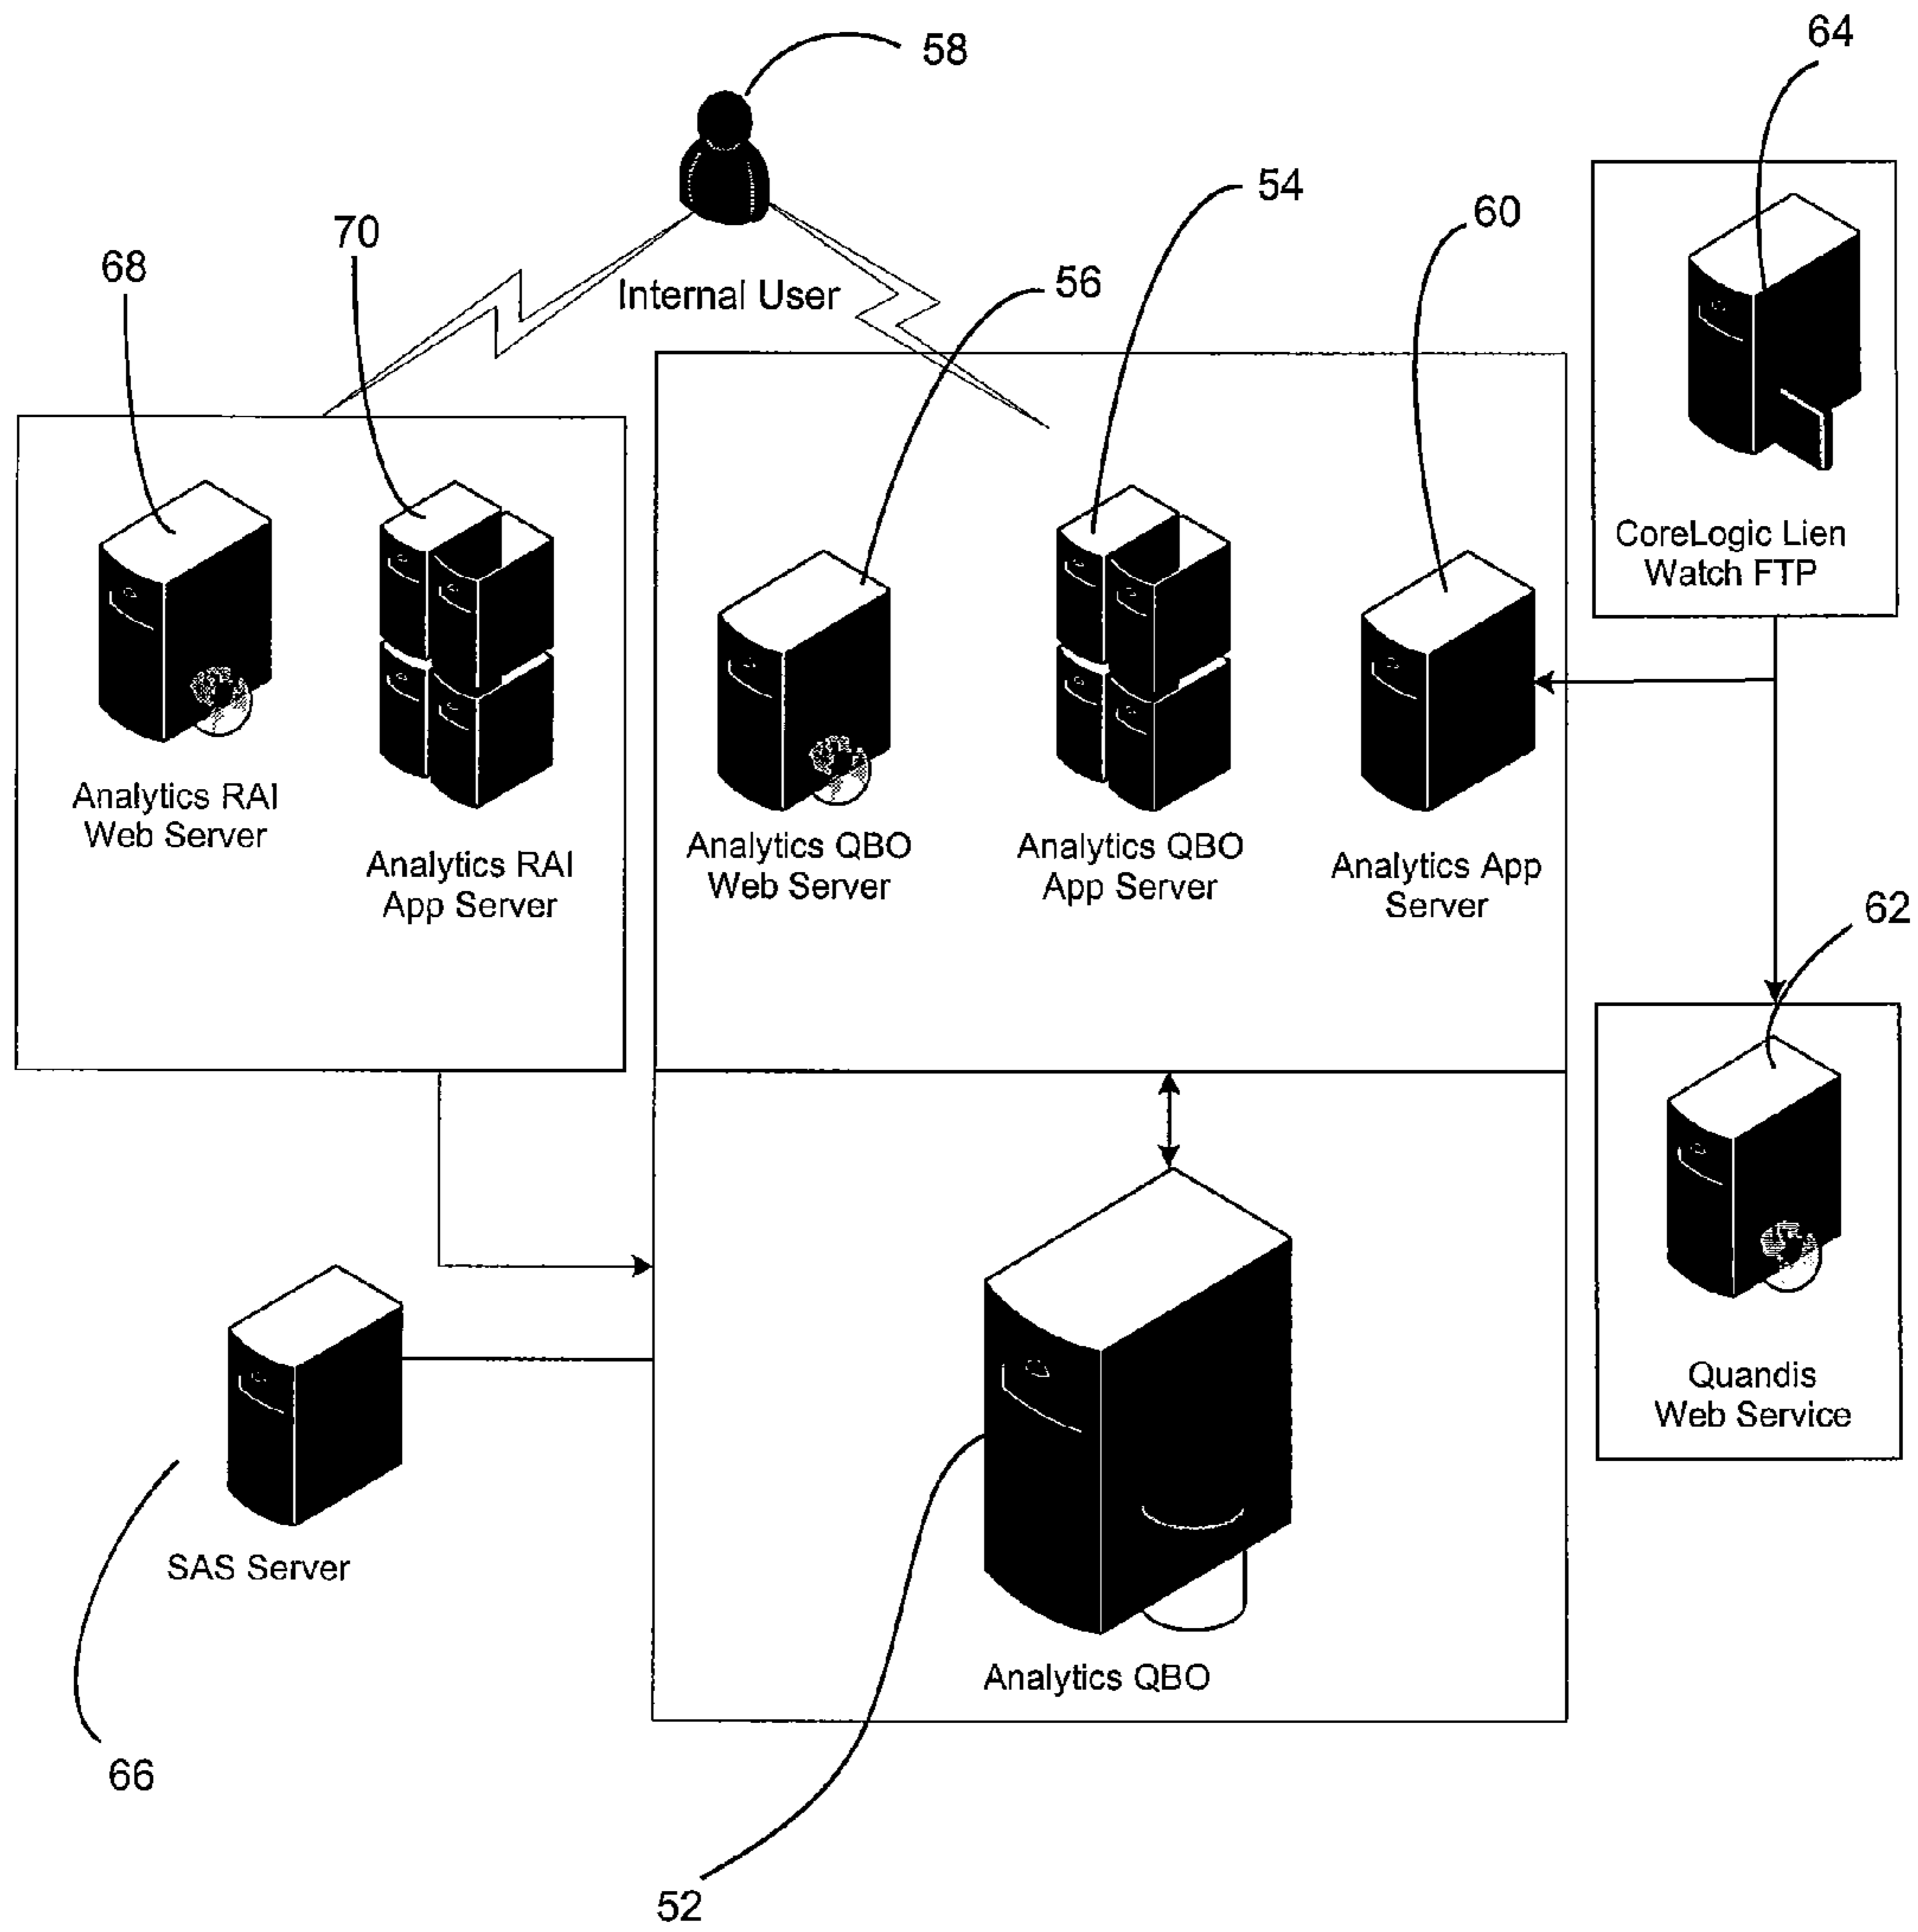 58
64
54
60
70
68
56
Internal User
CoreLogic Lien
Watch FTP
Analytics RAI
Web Server
Analytics RAI
App Server
Analytics QBO
Web Server
Analytics QBO
App Server
Analytics App
Server
62
Quandis
Web Service
SAS Server
Analytics QBO
66
52